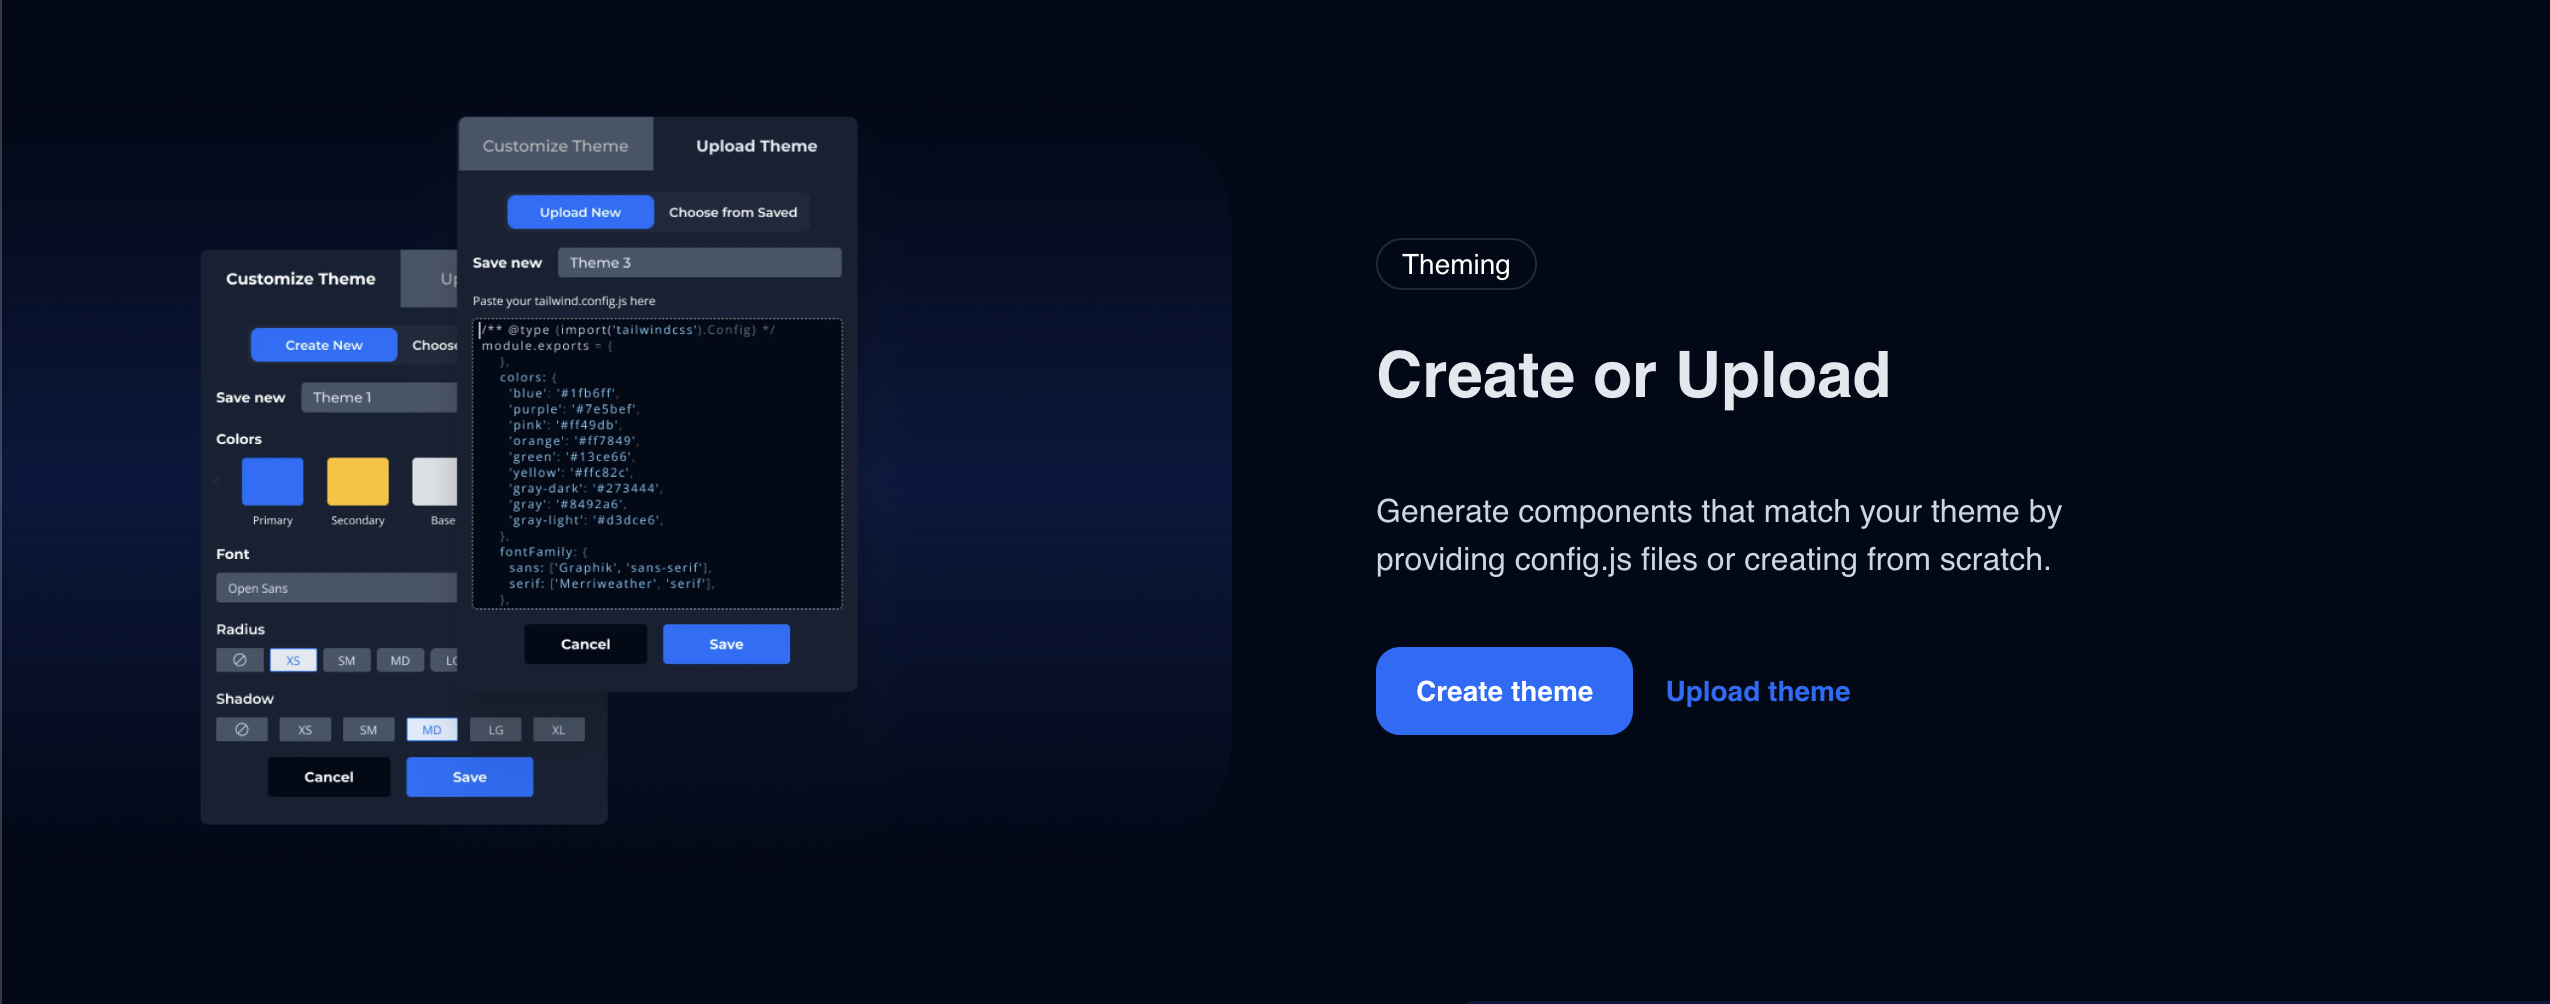 Customize Theme
Upload Theme
Upload New
Choose from Saved
Save new
Theme 3
Paste your tailwind.config.js here
/** @type {import('tailwindcss').Config} */
module.exports = {
},
colors: {
'blue': '#1fb6ff',
'purple': '#7e5bef',
'pink': '#ff49db',
'orange': '#ff7849',
'green': '#13ce66',
'yellow': '#ffc82c',
'gray-dark': '#273444',
'gray': '#8492a6',
'gray-light': '#d3dce6',
},
fontFamily: {
sans: ['Graphik', 'sans-serif'],
serif: ['Merriweather', 'serif'],
},
Cancel
Save
Customize Theme
Create New
Choose
Save new
Theme 1
Colors
Primary
Secondary
Base
Font
Open Sans
Radius
XS SM MD
Shadow
XS SM MD LG XL
Cancel
Save
Theming
Create or Upload
Generate components that match your theme by
providing config.js files or creating from scratch.
Create theme
Upload theme